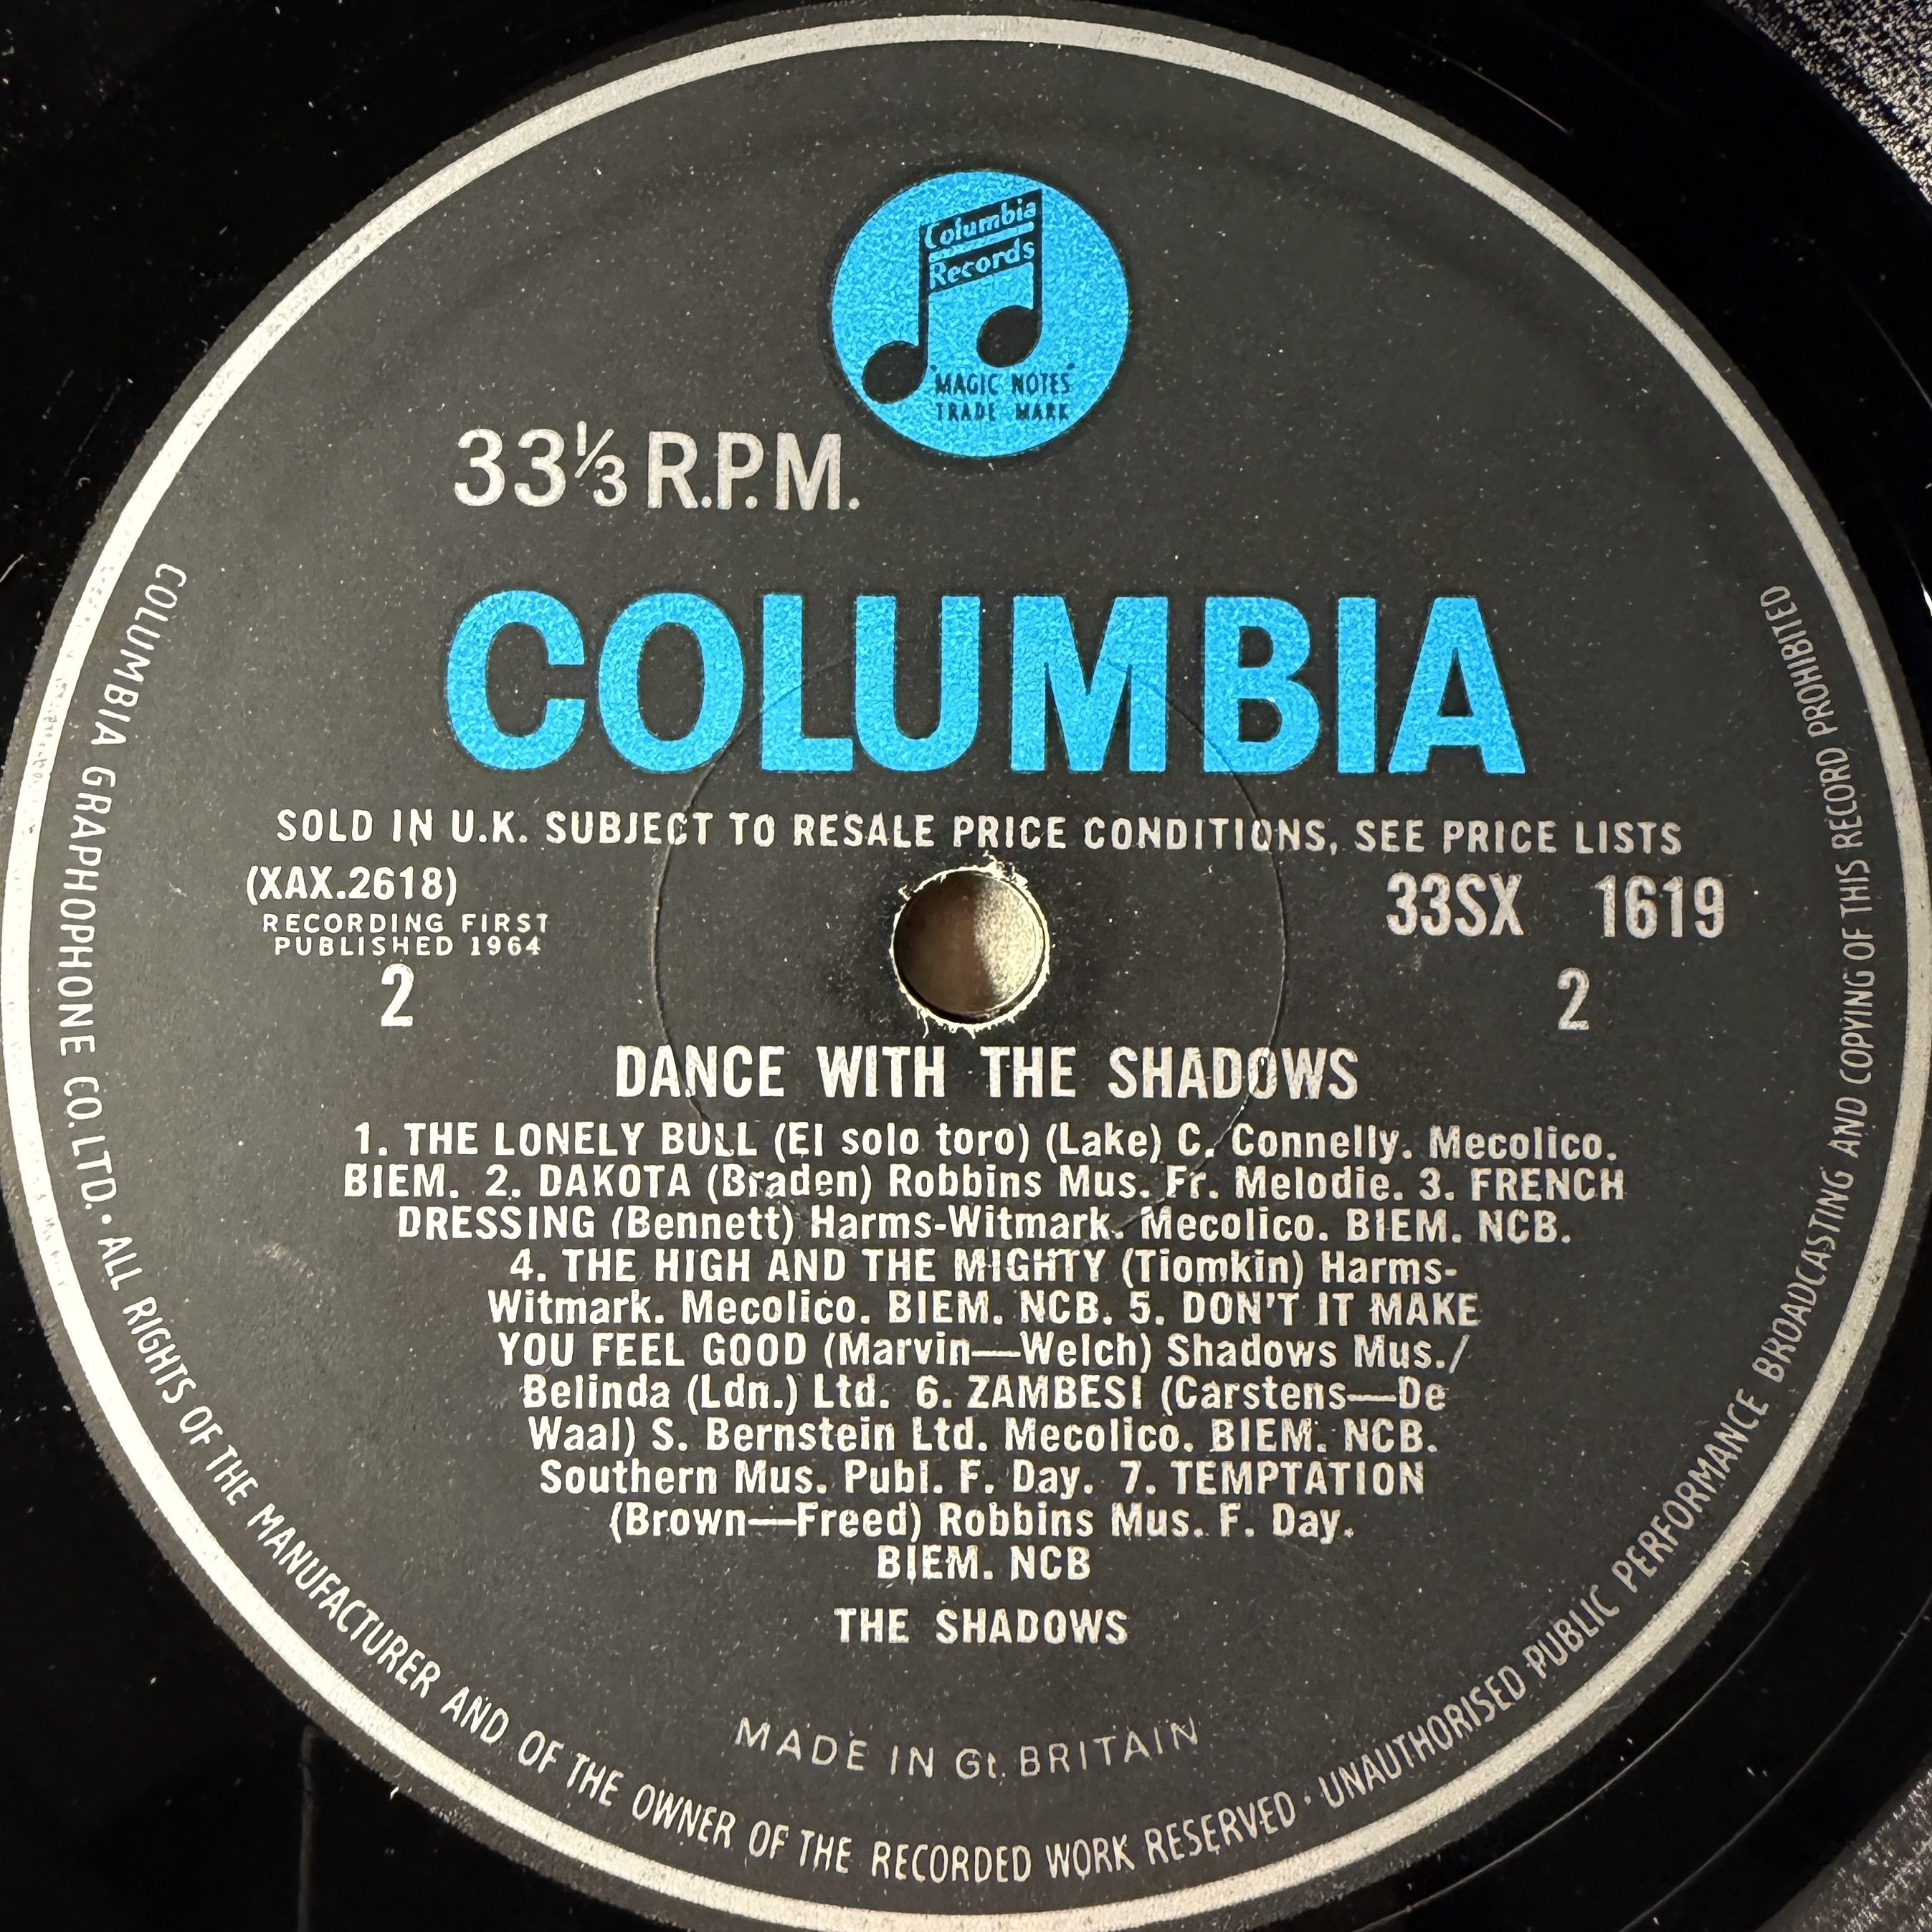 Columbia
Records
"MAGIC NOTES"
TRADE MARK
33⅓ R.P.M.
COLUMBIA
SOLD IN U.K. SUBJECT TO RESALE PRICE CONDITIONS, SEE PRICE LISTS
(XAX.2618)
RECORDING FIRST
PUBLISHED 1964
2
33SX 1619
2
DANCE WITH THE SHADOWS
1. THE LONELY BULL (El solo toro) (Lake) C. Connelly. Mecolico.
BIEM. 2. DAKOTA (Braden) Robbins Mus. Fr. Melodie. 3. FRENCH
DRESSING (Bennett) Harms-Witmark. Mecolico. BIEM. NCB.
4. THE HIGH AND THE MIGHTY (Tiomkin) Harms-
Witmark. Mecolico. BIEM. NCB. 5. DON'T IT MAKE
YOU FEEL GOOD (Marvin—Welch) Shadows Mus./
Belinda (Ldn.) Ltd. 6. ZAMBESI (Carstens—De
Waal) S. Bernstein Ltd. Mecolico. BIEM. NCB.
Southern Mus. Publ. F. Day. 7. TEMPTATION
(Brown—Freed) Robbins Mus. F. Day.
BIEM. NCB
THE SHADOWS
MADE IN Gt. BRITAIN
COLUMBIA GRAPHOPHONE CO. LTD. • ALL RIGHTS OF THE MANUFACTURER AND OF THE OWNER OF THE RECORDED WORK RESERVED • UNAUTHORISED PUBLIC PERFORMANCE BROADCASTING AND COPYING OF THIS RECORD PROHIBITED